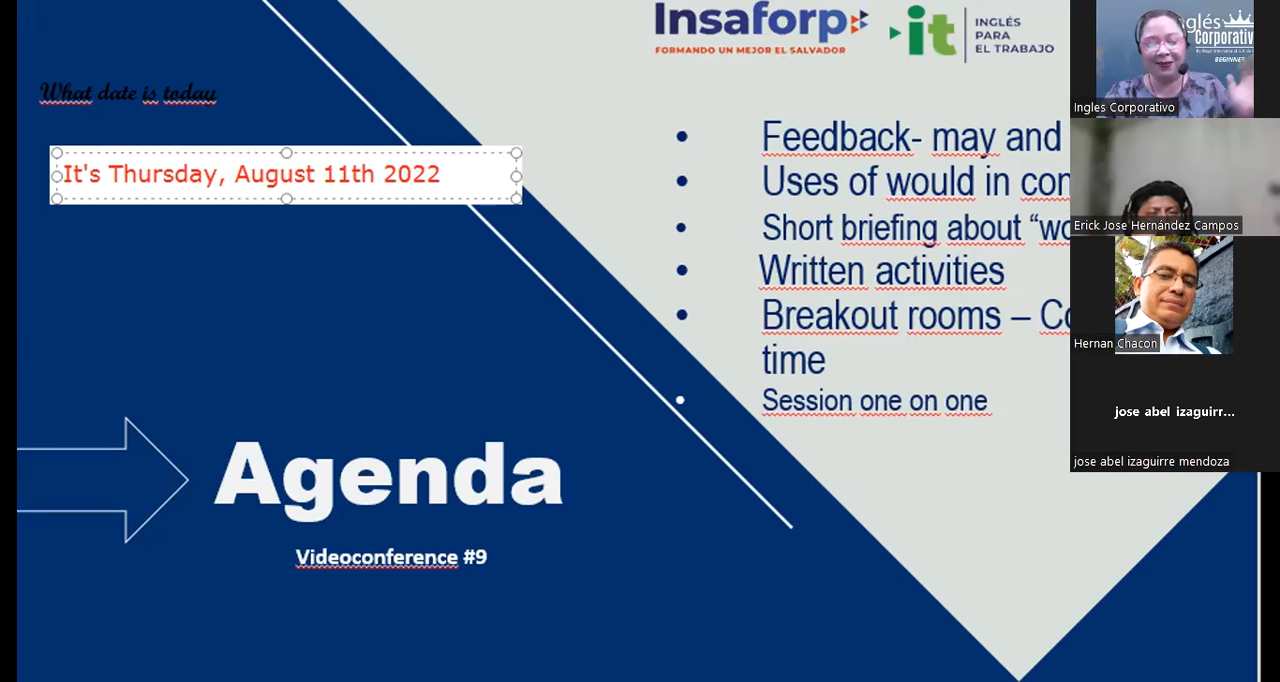 Insaforp
FORMANDO UN MEJOR EL SALVADOR
it
INGLÉS
PARA
EL TRABAJO
What date is today
It's Thursday, August 11th 2022
• Feedback- may and
• Uses of would in
• Short briefing about
• Written activities
• Breakout rooms –
time
• Session one on one
Agenda
Videoconference #9
Corporativo
BEGINNER
Ingles Corporativo
Erick Jose Hernández Campos
Hernan Chacon
jose abel izaguirr...
jose abel izaguirre mendoza